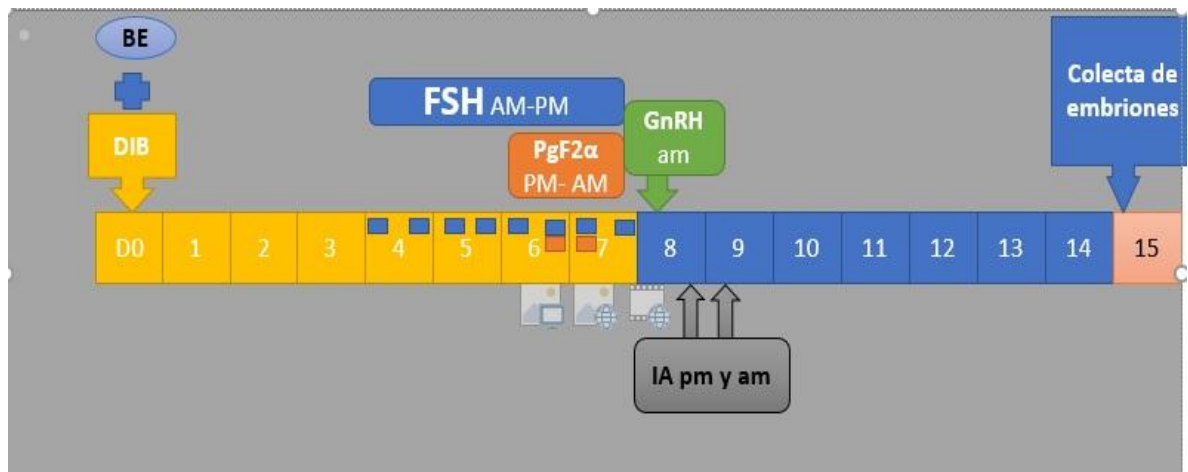 BE
DIB
FSH AM-PM
PgF2α
PM- AM
GnRH
am
Colecta de
embriones
D0 1 2 3 4 5 6 7 8 9 10 11 12 13 14 15
IA pm y am